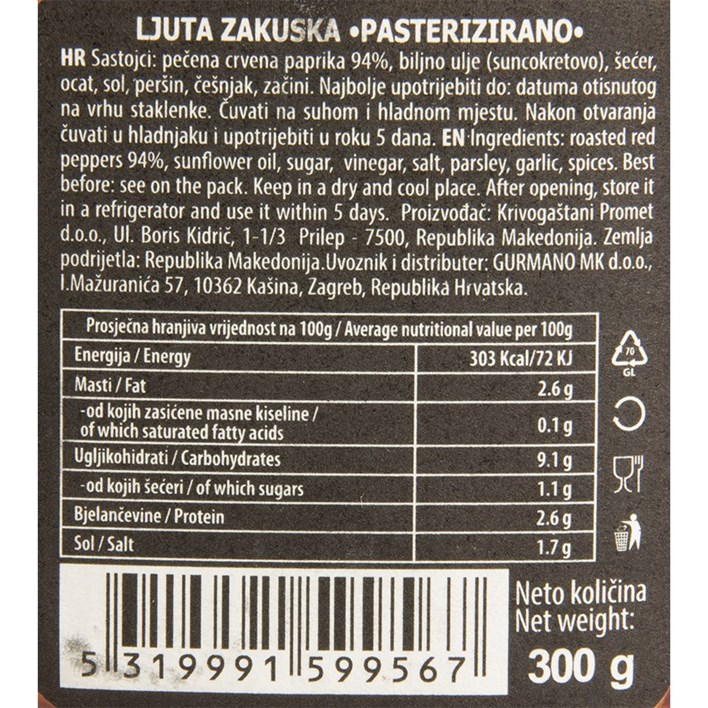 LJUTA ZAKUSKA •PASTERIZIRANO•
HR Sastojci: pečena crvena paprika 94%, biljno ulje (suncokretovo), šećer,
ocat, sol, peršin, češnjak, začini. Najbolje upotrijebiti do: datuma otisnutog
na vrhu staklenke. Čuvati na suhom i hladnom mjestu. Nakon otvaranja
čuvati u hladnjaku i upotrijebiti u roku 5 dana. EN Ingredients: roasted red
peppers 94%, sunflower oil, sugar, vinegar, salt, parsley, garlic, spices. Best
before: see on the pack. Keep in a dry and cool place. After opening, store it
in a refrigerator and use it within 5 days. Proizvođač: Krivogaštani Promet
d.o.o., Ul. Boris Kidrič, 1-1/3 Prilep - 7500, Republika Makedonija. Zemlja
podrijetla: Republika Makedonija.Uvoznik i distributer: GURMANO MK d.o.o.,
I.Mažuranića 57, 10362 Kašina, Zagreb, Republika Hrvatska.
Prosječna hranjiva vrijednost na 100g / Average nutritional value per 100g
Energija / Energy 303 Kcal/72 KJ
Masti / Fat 2.6 g
-od kojih zasićene masne kiseline /
of which saturated fatty acids 0.1 g
Ugljikohidrati / Carbohydrates 9.1 g
-od kojih šećeri / of which sugars 1.1 g
Bjelančevine / Protein 2.6 g
Sol / Salt 1.7 g
70
GL
Neto količina
Net weight:
300 g
5 319991 599567